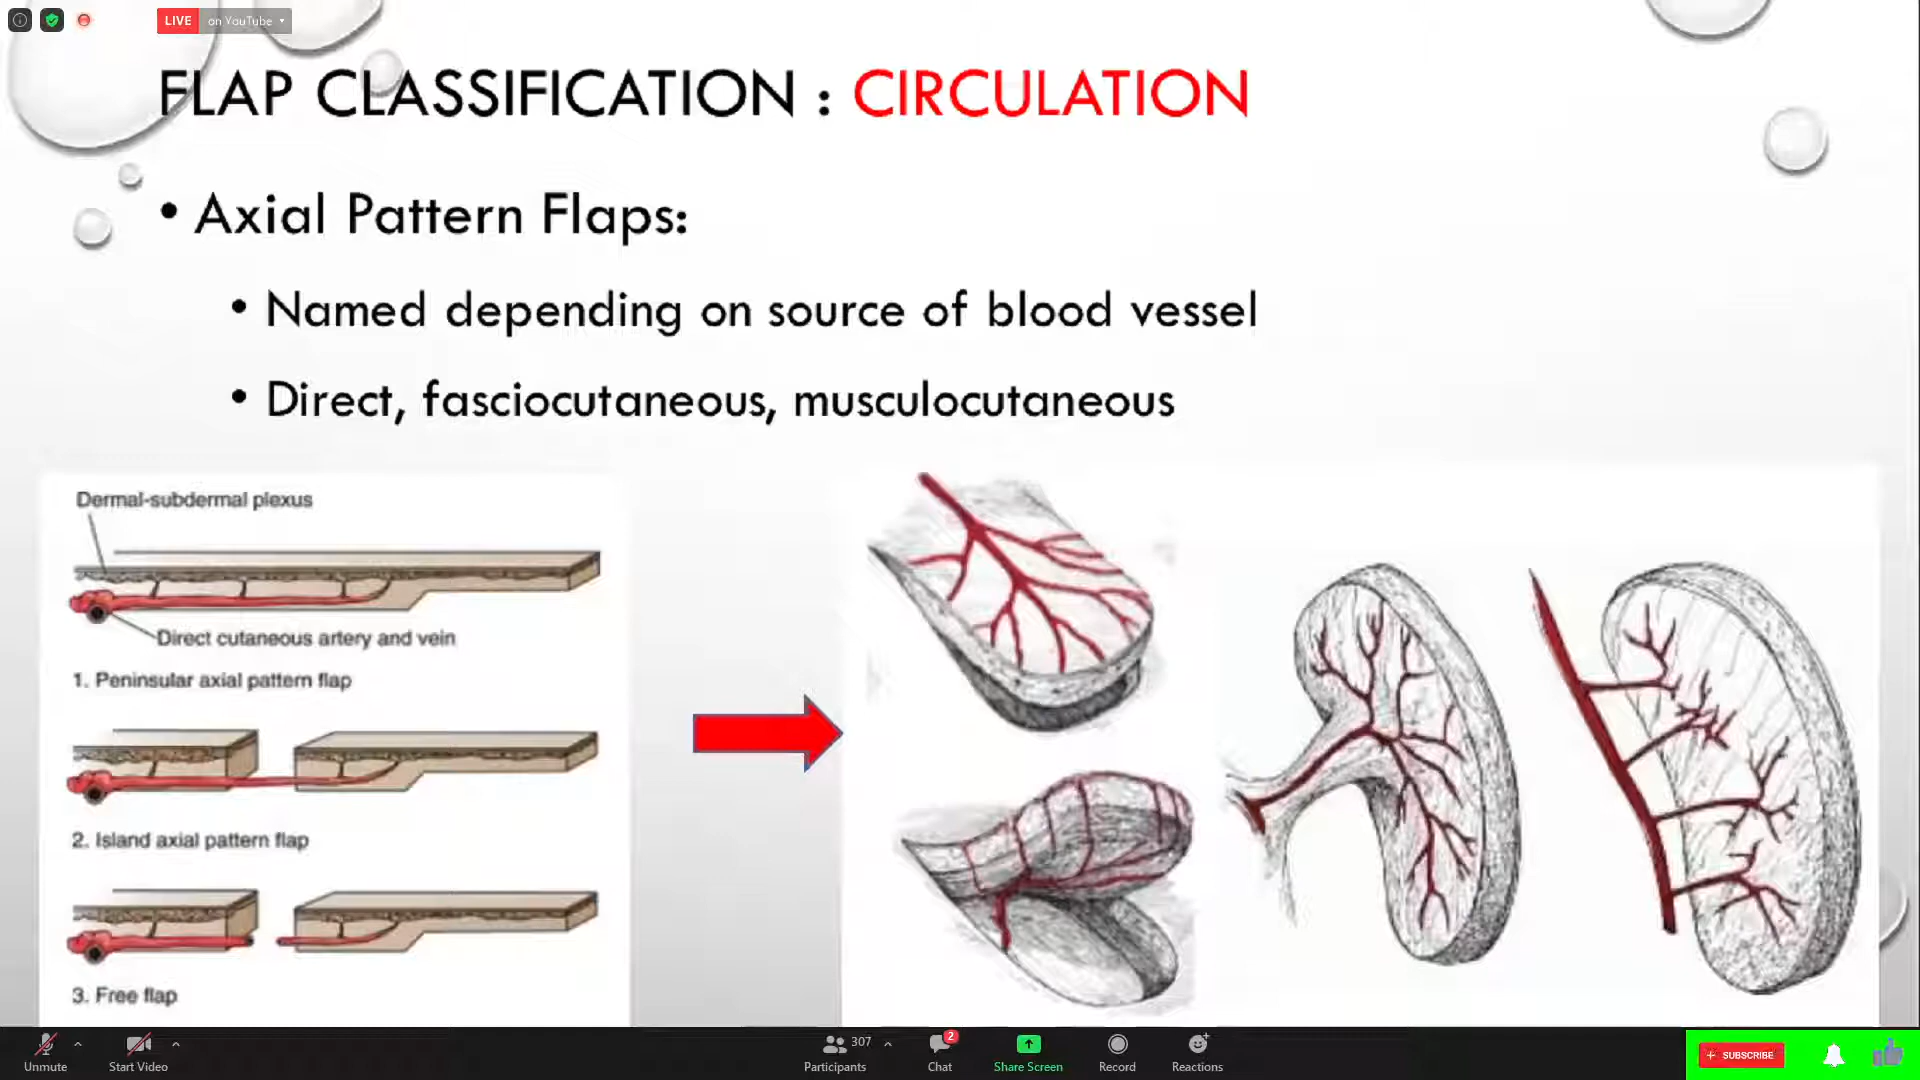 LIVE on YouTube
FLAP CLASSIFICATION : CIRCULATION
• Axial Pattern Flaps:
• Named depending on source of blood vessel
• Direct, fasciocutaneous, musculocutaneous
Dermal-subdermal plexus
Direct cutaneous artery and vein
1. Peninsular axial pattern flap
2. Island axial pattern flap
3. Free flap
Unmute
Start Video
307
Participants
2
Chat
Share Screen
Record
Reactions
SUBSCRIBE